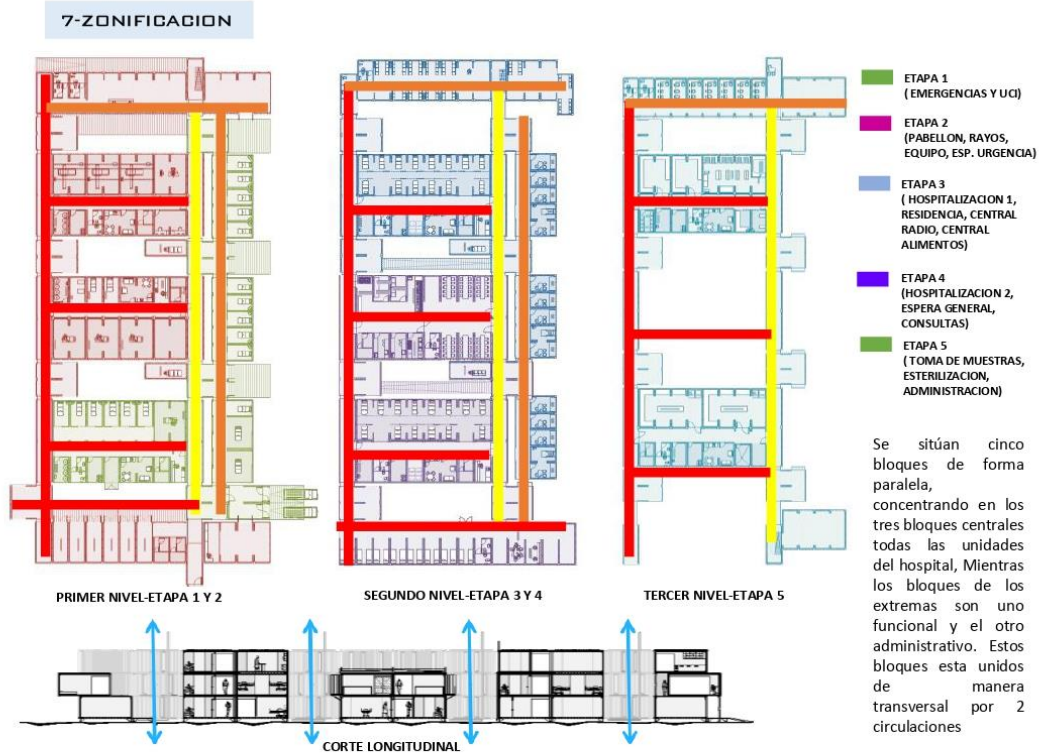 7-ZONIFICACION
ETAPA 1
( EMERGENCIAS Y UCI)
ETAPA 2
(PABELLON, RAYOS,
EQUIPO, ESP. URGENCIA)
ETAPA 3
( HOSPITALIZACION 1,
RESIDENCIA, CENTRAL
RADIO, CENTRAL
ALIMENTOS)
ETAPA 4
(HOSPITALIZACION 2,
ESPERA GENERAL,
CONSULTAS)
ETAPA 5
( TOMA DE MUESTRAS,
ESTERILIZACION,
ADMINISTRACION)
Se sitúan cinco
bloques de forma
paralela,
concentrando en los
tres bloques centrales
todas las unidades
del hospital, Mientras
los bloques de los
extremas son uno
funcional y el otro
administrativo. Estos
bloques esta unidos
de manera
transversal por 2
circulaciones
PRIMER NIVEL-ETAPA 1 Y 2
SEGUNDO NIVEL-ETAPA 3 Y 4
TERCER NIVEL-ETAPA 5
CORTE LONGITUDINAL